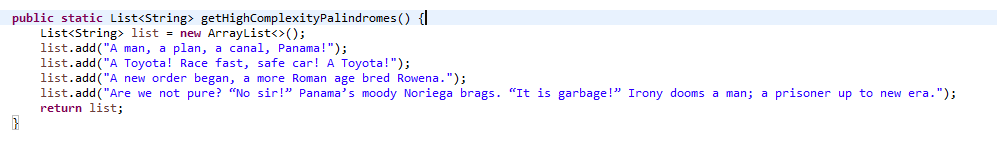 public static List<String> getHighComplexityPalindromes() {
List<String> list = new ArrayList<>();
list.add("A man, a plan, a canal, Panama!");
list.add("A Toyota! Race fast, safe car! A Toyota!");
list.add("A new order began, a more Roman age bred Rowena.");
list.add("Are we not pure? “No sir!” Panama’s moody Noriega brags. “It is garbage!” Irony dooms a man; a prisoner up to new era.");
return list;
}